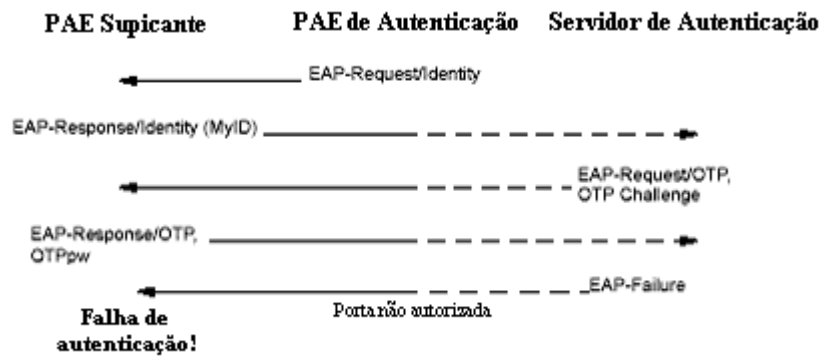 PAE Supicante PAE de Autenticação Servidor de Autenticação
EAP-Request/Identity
EAP-Response/Identity (MyID)
EAP-Request/OTP,
OTP Challenge
EAP-Response/OTP,
OTPpw
EAP-Failure
Porta não autorizada
Falha de
autenticação!